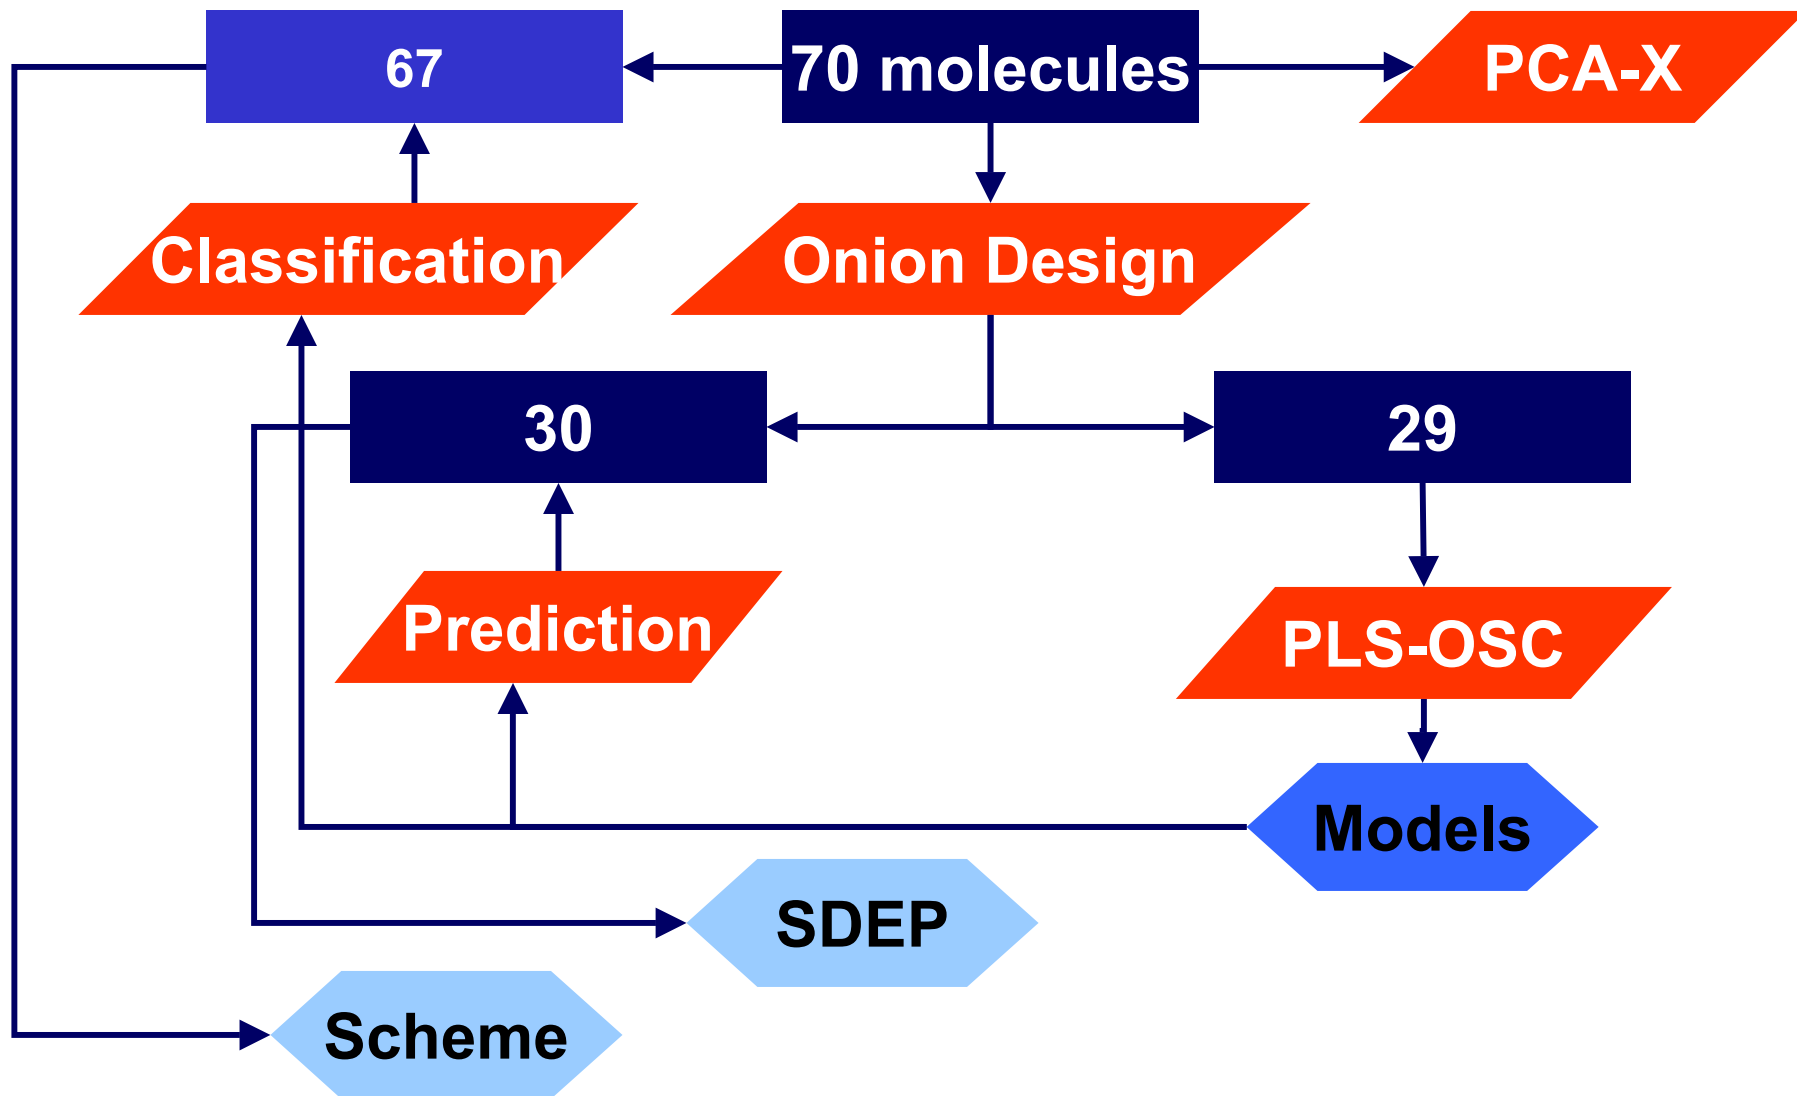 67
70 molecules
PCA-X
Classification
Onion Design
30
29
Prediction
PLS-OSC
Models
SDEP
Scheme